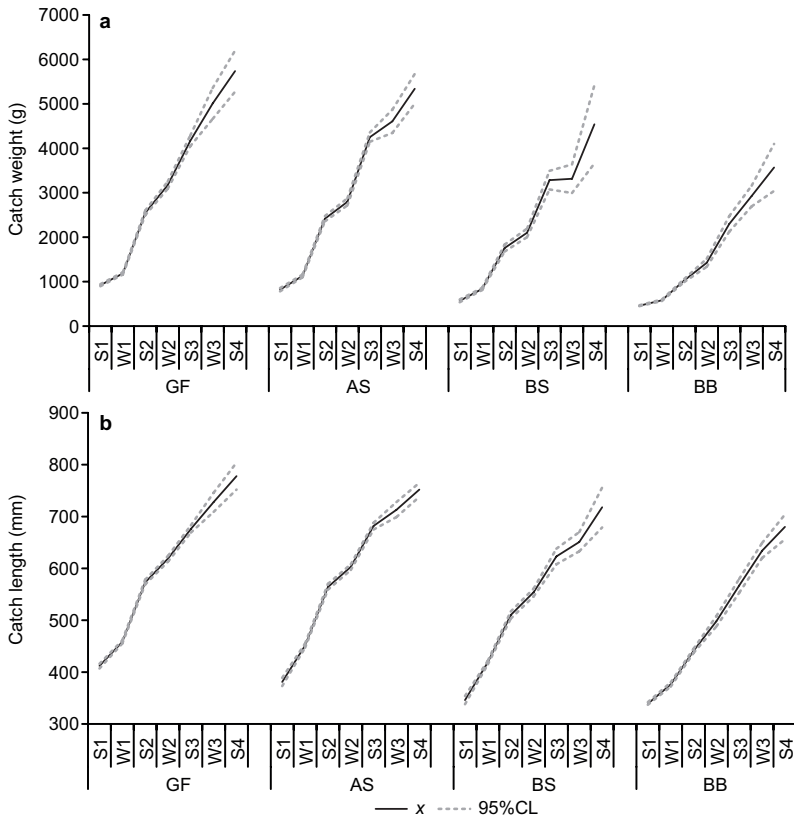 a
Catch weight (g)
7000
6000
5000
4000
3000
2000
1000
0
S1 W1 S2 W2 S3 W3 S4 S1 W1 S2 W2 S3 W3 S4 S1 W1 S2 W2 S3 W3 S4 S1 W1 S2 W2 S3 W3 S4
GF AS BS BB
b
Catch length (mm)
900
800
700
600
500
400
300
S1 W1 S2 W2 S3 W3 S4 S1 W1 S2 W2 S3 W3 S4 S1 W1 S2 W2 S3 W3 S4 S1 W1 S2 W2 S3 W3 S4
GF AS BS BB
x 95%CL